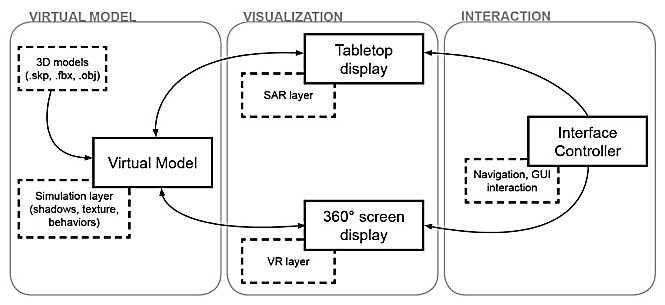 VIRTUAL MODEL
VISUALIZATION
INTERACTION
3D models
(.skp, .fbx, .obj)
Virtual Model
Simulation layer
(shadows, texture,
behaviors)
Tabletop
display
SAR layer
360° screen
display
VR layer
Interface
Controller
Navigation, GUI
interaction